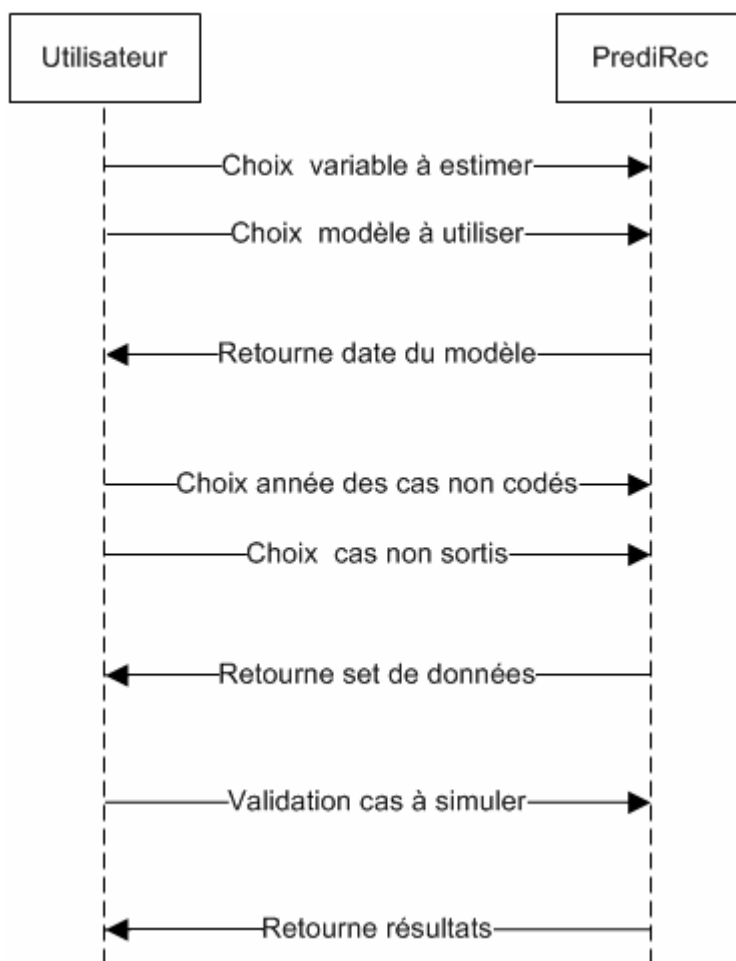 Utilisateur
PrediRec
Choix variable à estimer
Choix modèle à utiliser
Retourne date du modèle
Choix année des cas non codés
Choix cas non sortis
Retourne set de données
Validation cas à simuler
Retourne résultats